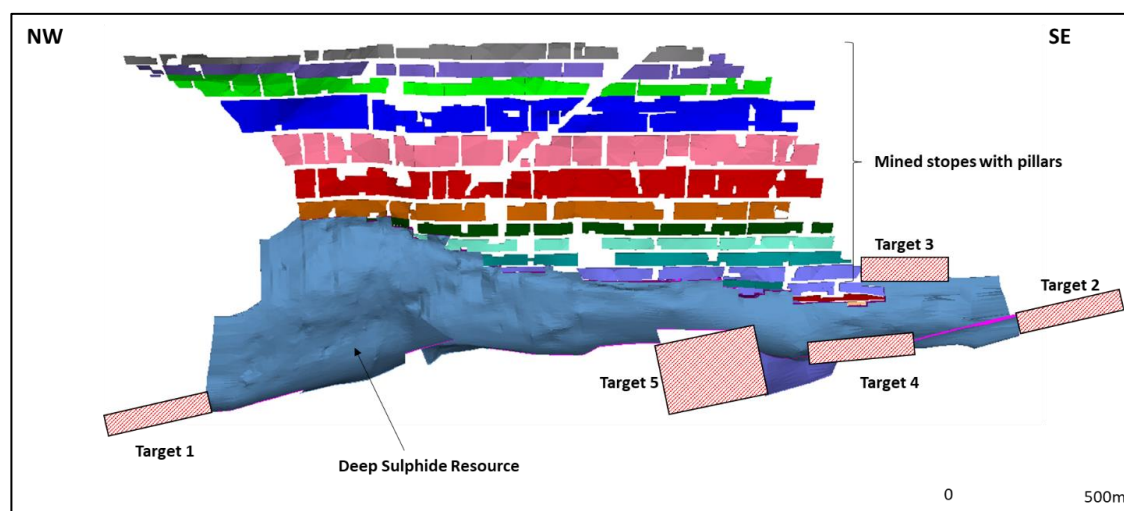 NW
SE
Mined stopes with pillars
Target 3
Target 2
Target 5
Target 4
Target 1
Deep Sulphide Resource
0 500m